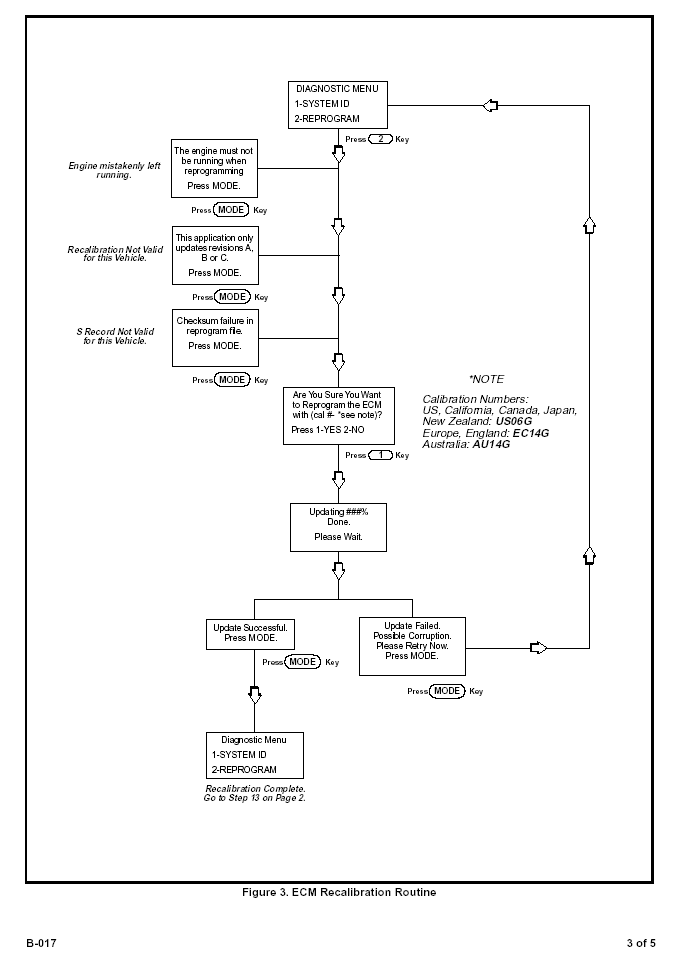 DIAGNOSTIC MENU
1-SYSTEM ID
2-REPROGRAM
Press 2 Key
Engine mistakenly left
running.
The engine must not
be running when
reprogramming
Press MODE.
Press MODE Key
Recalibration Not Valid
for this Vehicle.
This application only
updates revisions A,
B or C.
Press MODE.
Press MODE Key
S Record Not Valid
for this Vehicle.
Checksum failure in
reprogram file.
Press MODE.
Press MODE Key
Are You Sure You Want
to Reprogram the ECM
with (cal #- *see note)?
Press 1-YES 2-NO
Press 1 Key
*NOTE
Calibration Numbers:
US, California, Canada, Japan,
New Zealand: US06G
Europe, England: EC14G
Australia: AU14G
Updating ###%
Done.
Please Wait.
Update Successful.
Press MODE.
Press MODE Key
Update Failed.
Possible Corruption.
Please Retry Now.
Press MODE.
Press MODE Key
Diagnostic Menu
1-SYSTEM ID
2-REPROGRAM
Recalibration Complete.
Go to Step 13 on Page 2.
Figure 3. ECM Recalibration Routine
B-017
3 of 5